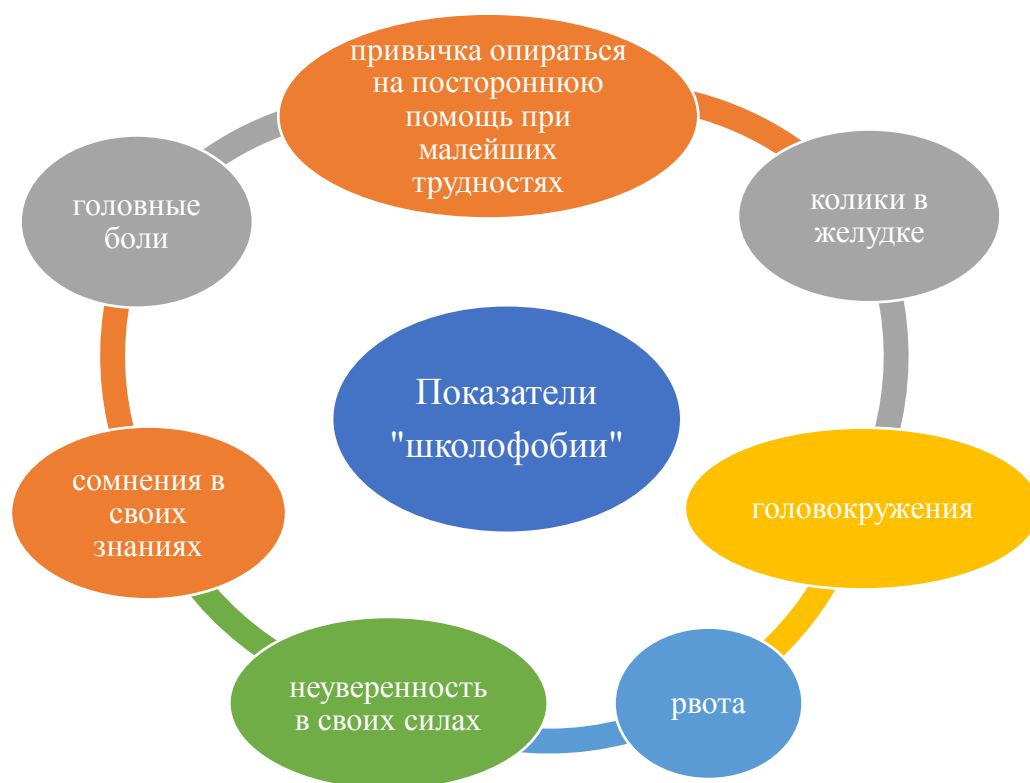 привычка опираться
на постороннюю
помощь при
малейших
трудностях
колики в
желудке
головокружения
рвота
неуверенность
в своих силах
сомнения в
своих
знаниях
головные
боли
Показатели
"школофобии"